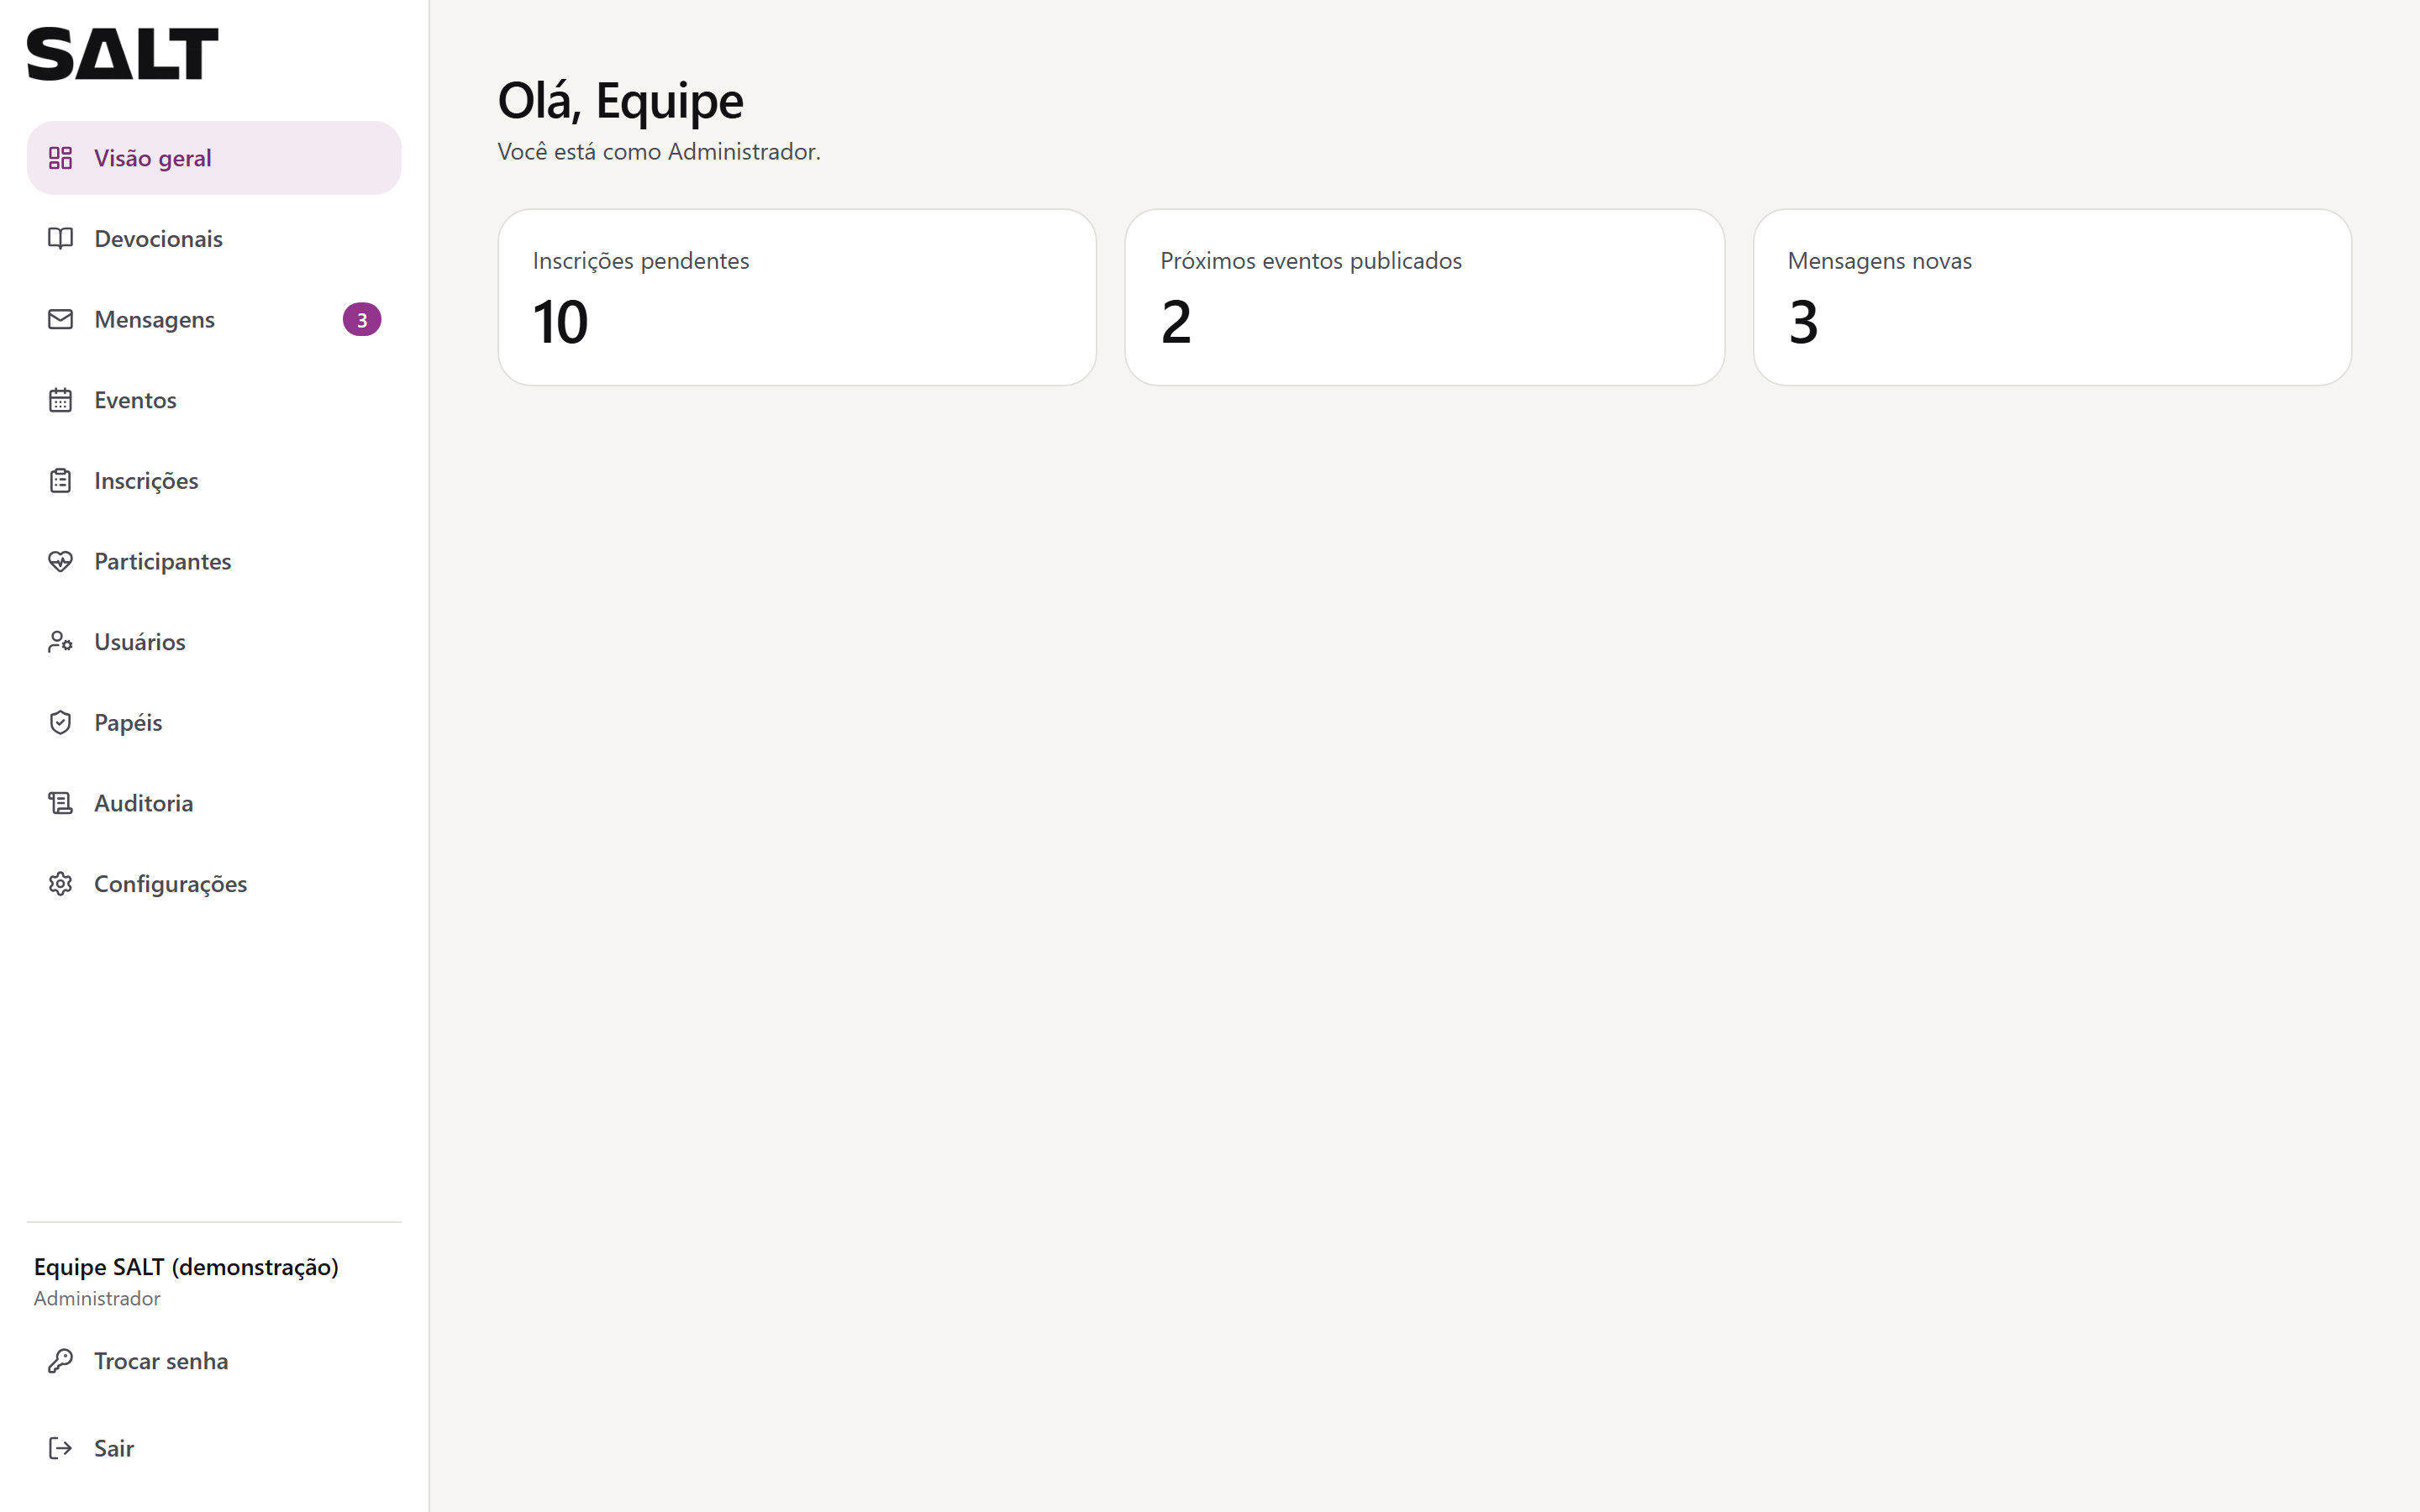 SALT
Visão geral
Devocionais
Mensagens 3
Eventos
Inscrições
Participantes
Usuários
Papéis
Auditoria
Configurações
Equipe SALT (demonstração)
Administrador
Trocar senha
Sair
Olá, Equipe
Você está como Administrador.
Inscrições pendentes
10
Próximos eventos publicados
2
Mensagens novas
3